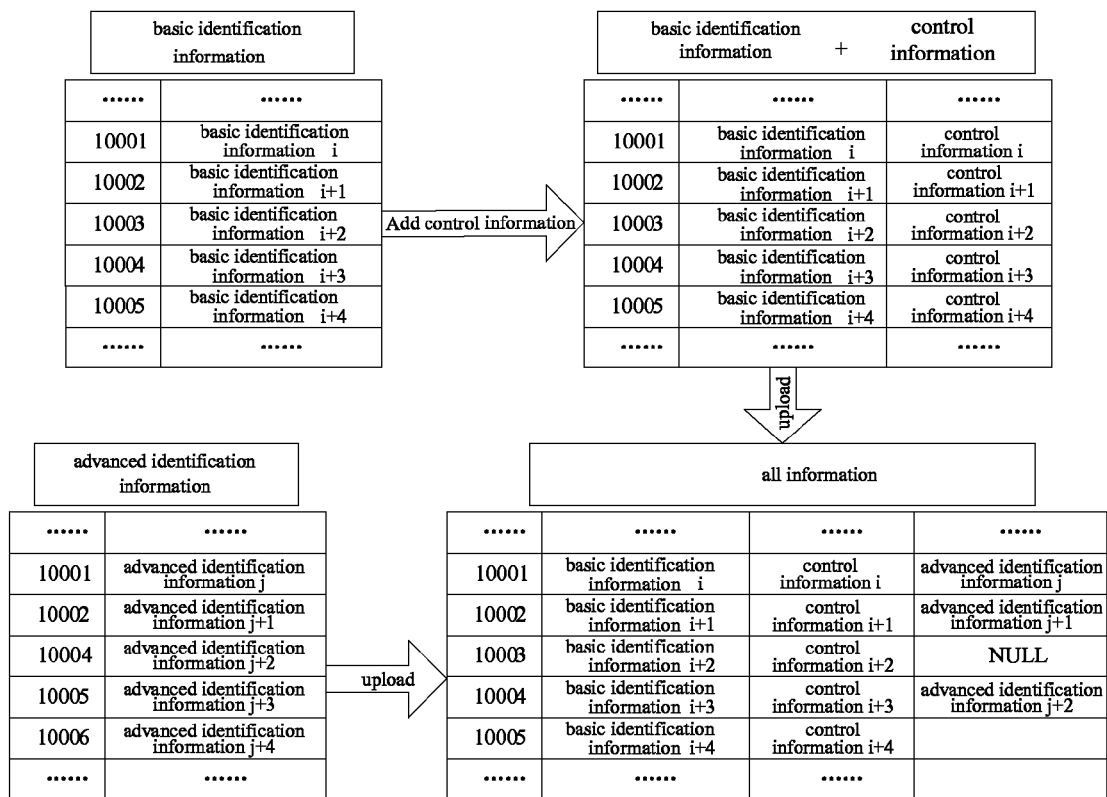 basic identification
information
······ ······
10001 basic identification
information i
10002 basic identification
information i+1
10003 basic identification
information i+2
10004 basic identification
information i+3
10005 basic identification
information i+4
······ ······
Add control information
basic identification
information + control
information
······ ······ ······
10001 basic identification
information i control
information i
10002 basic identification
information i+1 control
information i+1
10003 basic identification
information i+2 control
information i+2
10004 basic identification
information i+3 control
information i+3
10005 basic identification
information i+4 control
information i+4
······ ······ ······
upload
advanced identification
information
······ ······
10001 advanced identification
information j
10002 advanced identification
information j+1
10004 advanced identification
information j+2
10005 advanced identification
information j+3
10006 advanced identification
information j+4
······ ······
upload
all information
······ ······ ······ ······
10001 basic identification
information i control
information i advanced identification
information j
10002 basic identification
information i+1 control
information i+1 advanced identification
information j+1
10003 basic identification
information i+2 control
information i+2 NULL
10004 basic identification
information i+3 control
information i+3 advanced identification
information j+2
10005 basic identification
information i+4 control
information i+4
······ ······ ······